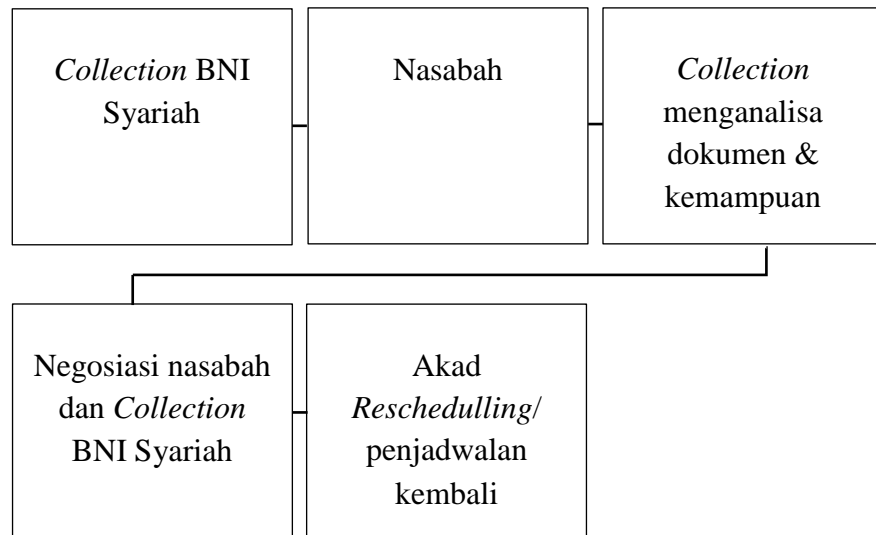 Collection BNI
Syariah
Nasabah
Collection
menganalisa
dokumen &
kemampuan
Negosiasi nasabah
dan Collection
BNI Syariah
Akad
Reschedulling/
penjadwalan
kembali